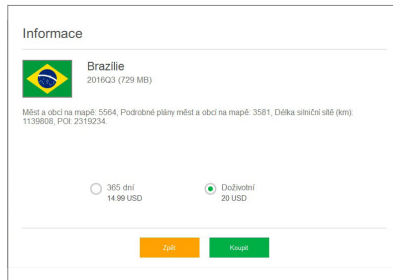 Informace
Brazílie
2016Q3 (729 MB)
Měst a obcí na mapě: 5564, Podrobné plány měst a obcí na mapě: 3581, Délka silniční sítě (km):
1139808, POI: 2319234.
365 dní
14.99 USD
Doživotní
20 USD
Zpět
Koupit